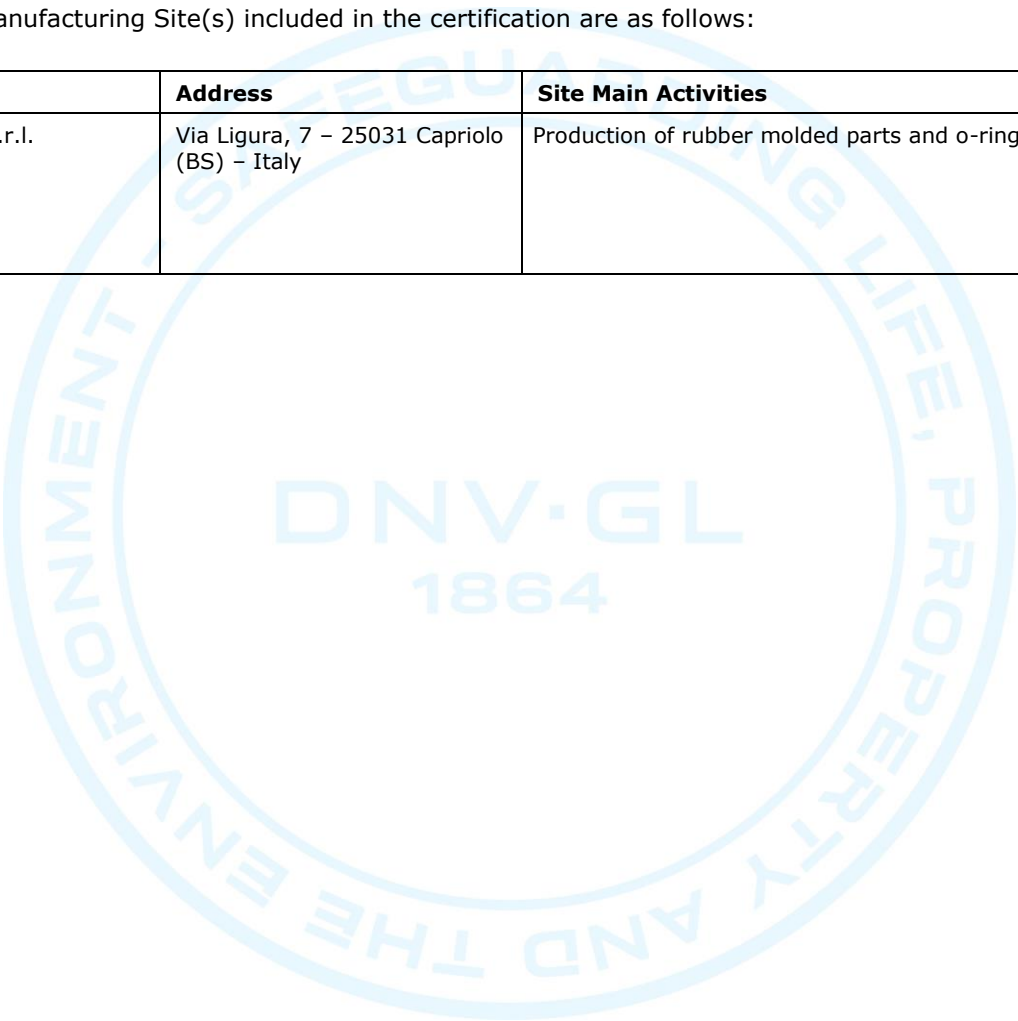 anufacturing Site(s) included in the certification are as follows:
Address Site Main Activities
.r.l. Via Ligura, 7 – 25031 Capriolo Production of rubber molded parts and o-ring
(BS) – Italy
SAFEGUARDING LIFE, PROPERTY AND THE ENVIRONMENT -
DNV·GL
1864